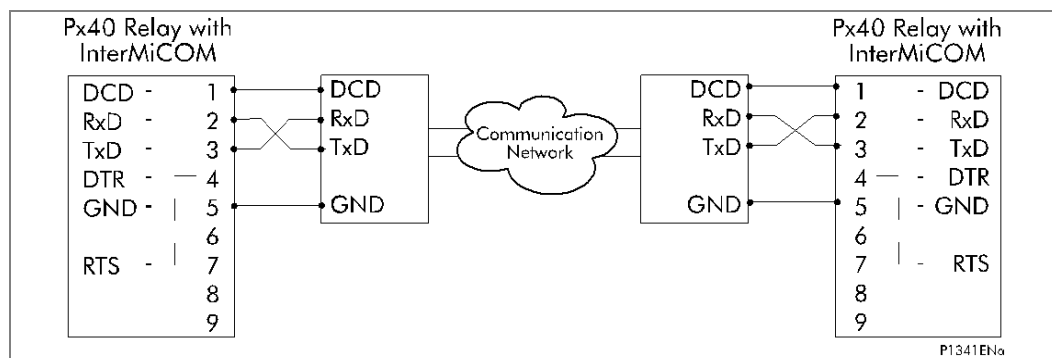 Px40 Relay with
InterMiCOM
DCD - 1
RxD - 2
TxD - 3
DTR - 4
GND - 5
6
RTS - 7
8
9
DCD
RxD
TxD
GND
Communication
Network
DCD
RxD
TxD
GND
Px40 Relay with
InterMiCOM
1 - DCD
2 - RxD
3 - TxD
4 - DTR
5 - GND
6
7 - RTS
8
9
P1341ENa